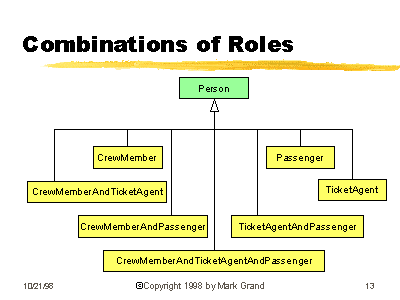 Combinations of Roles
Person
CrewMember
Passenger
CrewMemberAndTicketAgent
TicketAgent
CrewMemberAndPassenger
TicketAgentAndPassenger
CrewMemberAndTicketAgentAndPassenger
10/21/98
©Copyright 1998 by Mark Grand
13